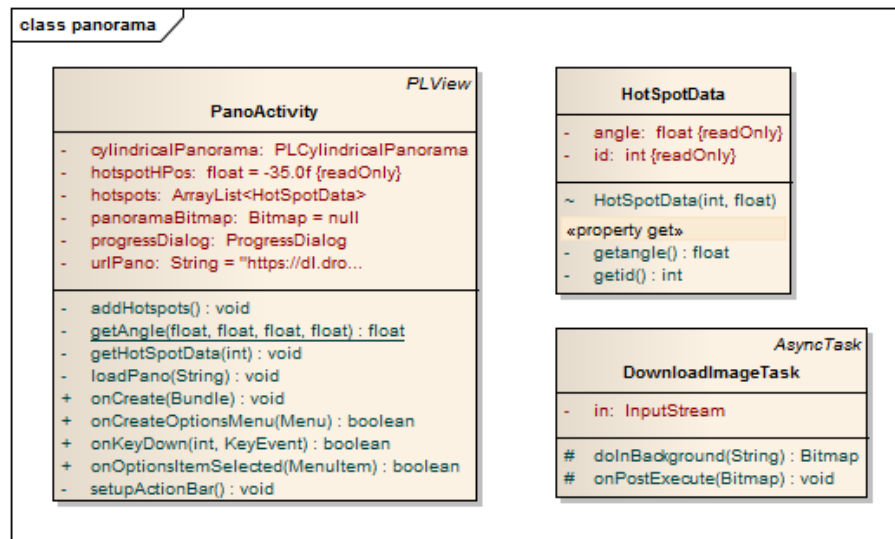 class panorama
PLView
PanoActivity
- cylindricalPanorama: PLCylindricalPanorama
- hotspotHPos: float = -35.0f {readOnly}
- hotspots: ArrayList<HotSpotData>
- panoramaBitmap: Bitmap = null
- progressDialog: ProgressDialog
- urlPano: String = "https://dl.dro...
- addHotspots() : void
- getAngle(float, float, float, float) : float
- getHotSpotData(int) : void
- loadPano(String) : void
+ onCreate(Bundle) : void
+ onCreateOptionsMenu(Menu) : boolean
+ onKeyDown(int, KeyEvent) : boolean
+ onOptionsItemSelected(MenuItem) : boolean
- setupActionBar() : void
HotSpotData
- angle: float {readOnly}
- id: int {readOnly}
~ HotSpotData(int, float)
«property get»
- getangle() : float
- getid() : int
AsyncTask
DownloadImageTask
- in: InputStream
# doInBackground(String) : Bitmap
# onPostExecute(Bitmap) : void